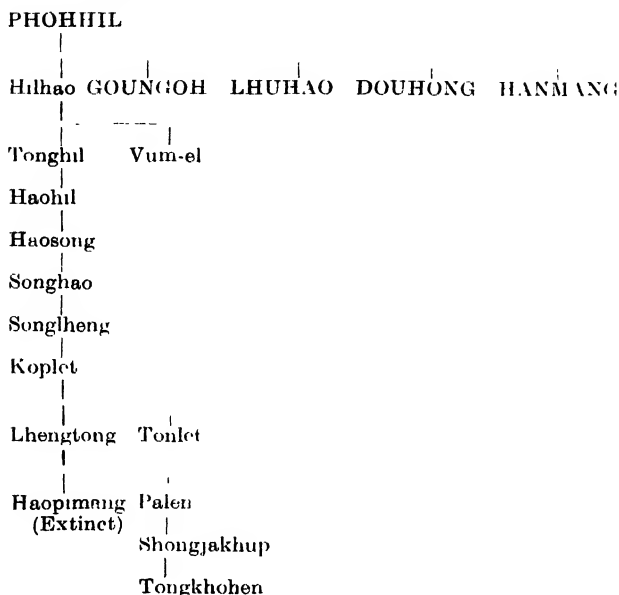 PHOHHIL
Hilhao GOUNGOH LHUHAO DOUHONG HANMANG
Tonghil Vum-el
Haohil
Haosong
Songhao
Songlheng
Koplet
Lhengtong Tonlet
Haopimang Palen
(Extinct)
Shongjakhup
Tongkhohen